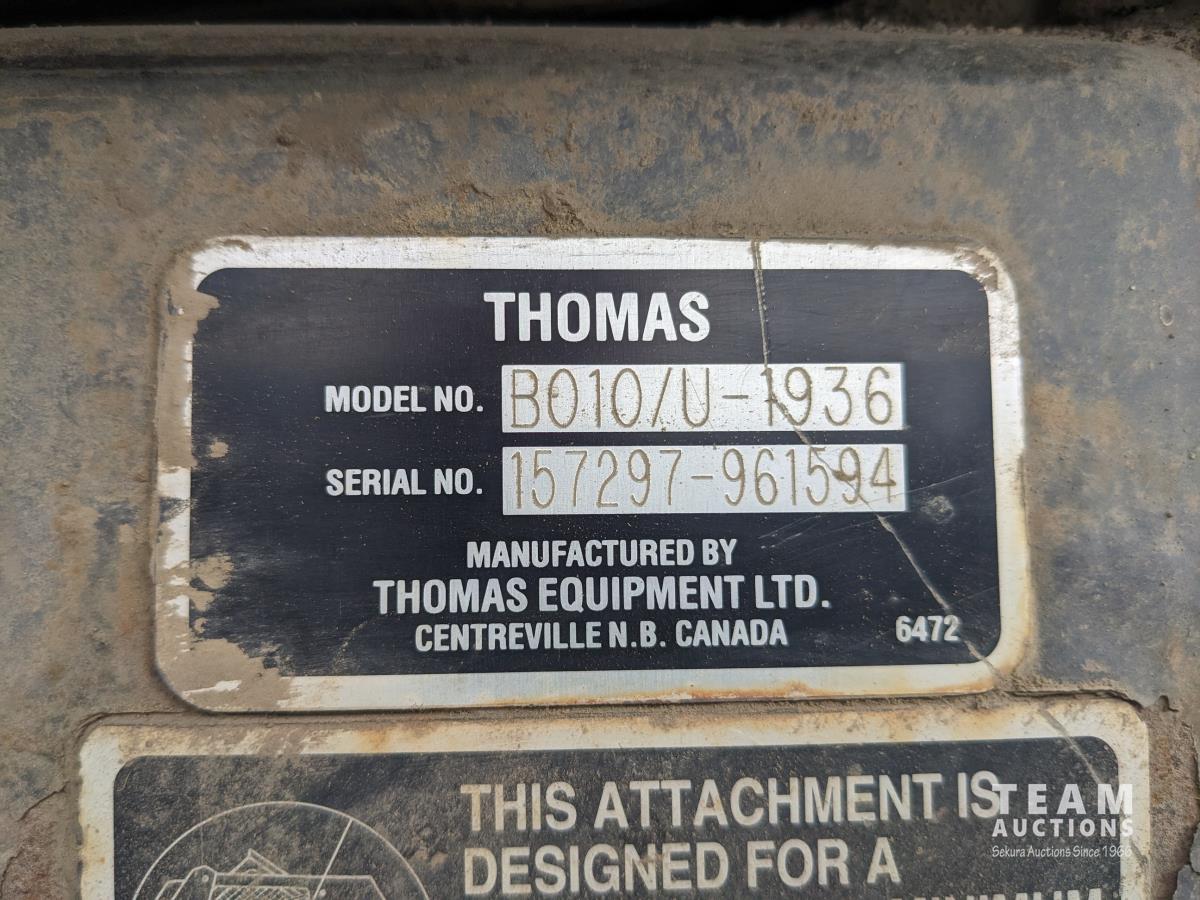 THOMAS
MODEL NO. B010/U-1936
SERIAL NO. 157297-961594
MANUFACTURED BY
THOMAS EQUIPMENT LTD.
CENTREVILLE N.B. CANADA 6472
THIS ATTACHMENT IS
DESIGNED FOR A
MINIMUM
TEAM
AUCTIONS
Sekura Auctions Since 1966